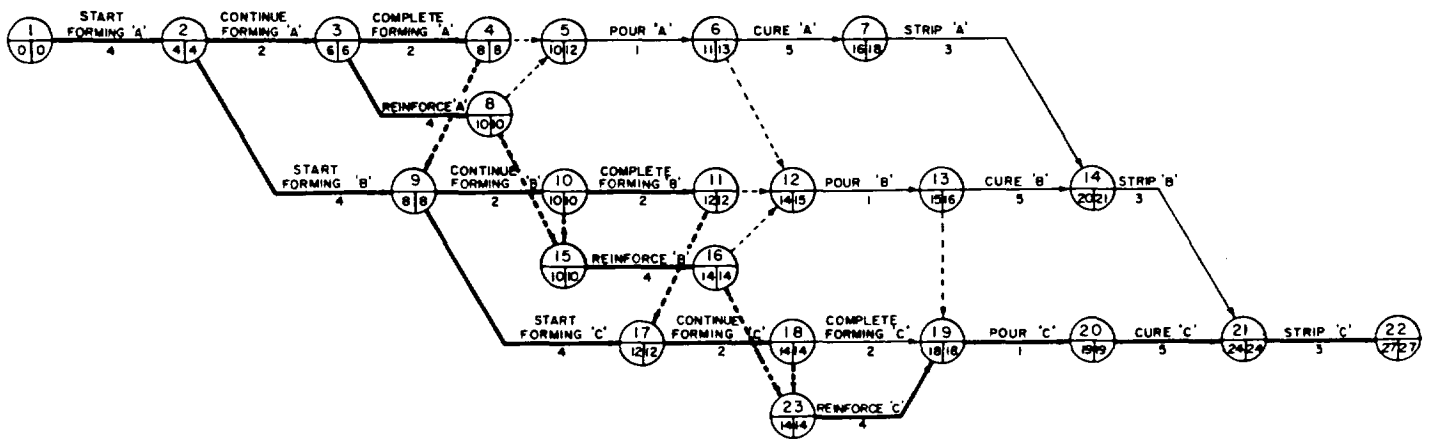 1
0 0
START
FORMING 'A'
4
2
4 4
CONTINUE
FORMING 'A'
2
3
6 6
COMPLETE
FORMING 'A'
2
4
8 8
5
10 12
POUR 'A'
1
6
11 13
CURE 'A'
5
7
16 18
STRIP 'A'
3
REINFORCE 'A'
4
8
10 10
START
FORMING 'B'
4
9
8 8
CONTINUE
FORMING 'B'
2
10
10 10
COMPLETE
FORMING 'B'
2
11
12 12
12
14 15
POUR 'B'
1
13
15 16
CURE 'B'
5
14
20 21
STRIP 'B'
3
15
10 10
REINFORCE 'B'
4
16
14 14
START
FORMING 'C'
4
17
12 12
CONTINUE
FORMING 'C'
2
18
14 14
COMPLETE
FORMING 'C'
2
19
18 18
POUR 'C'
1
20
19 19
CURE 'C'
5
21
24 24
STRIP 'C'
3
22
27 27
23
14 14
REINFORCE 'C'
4